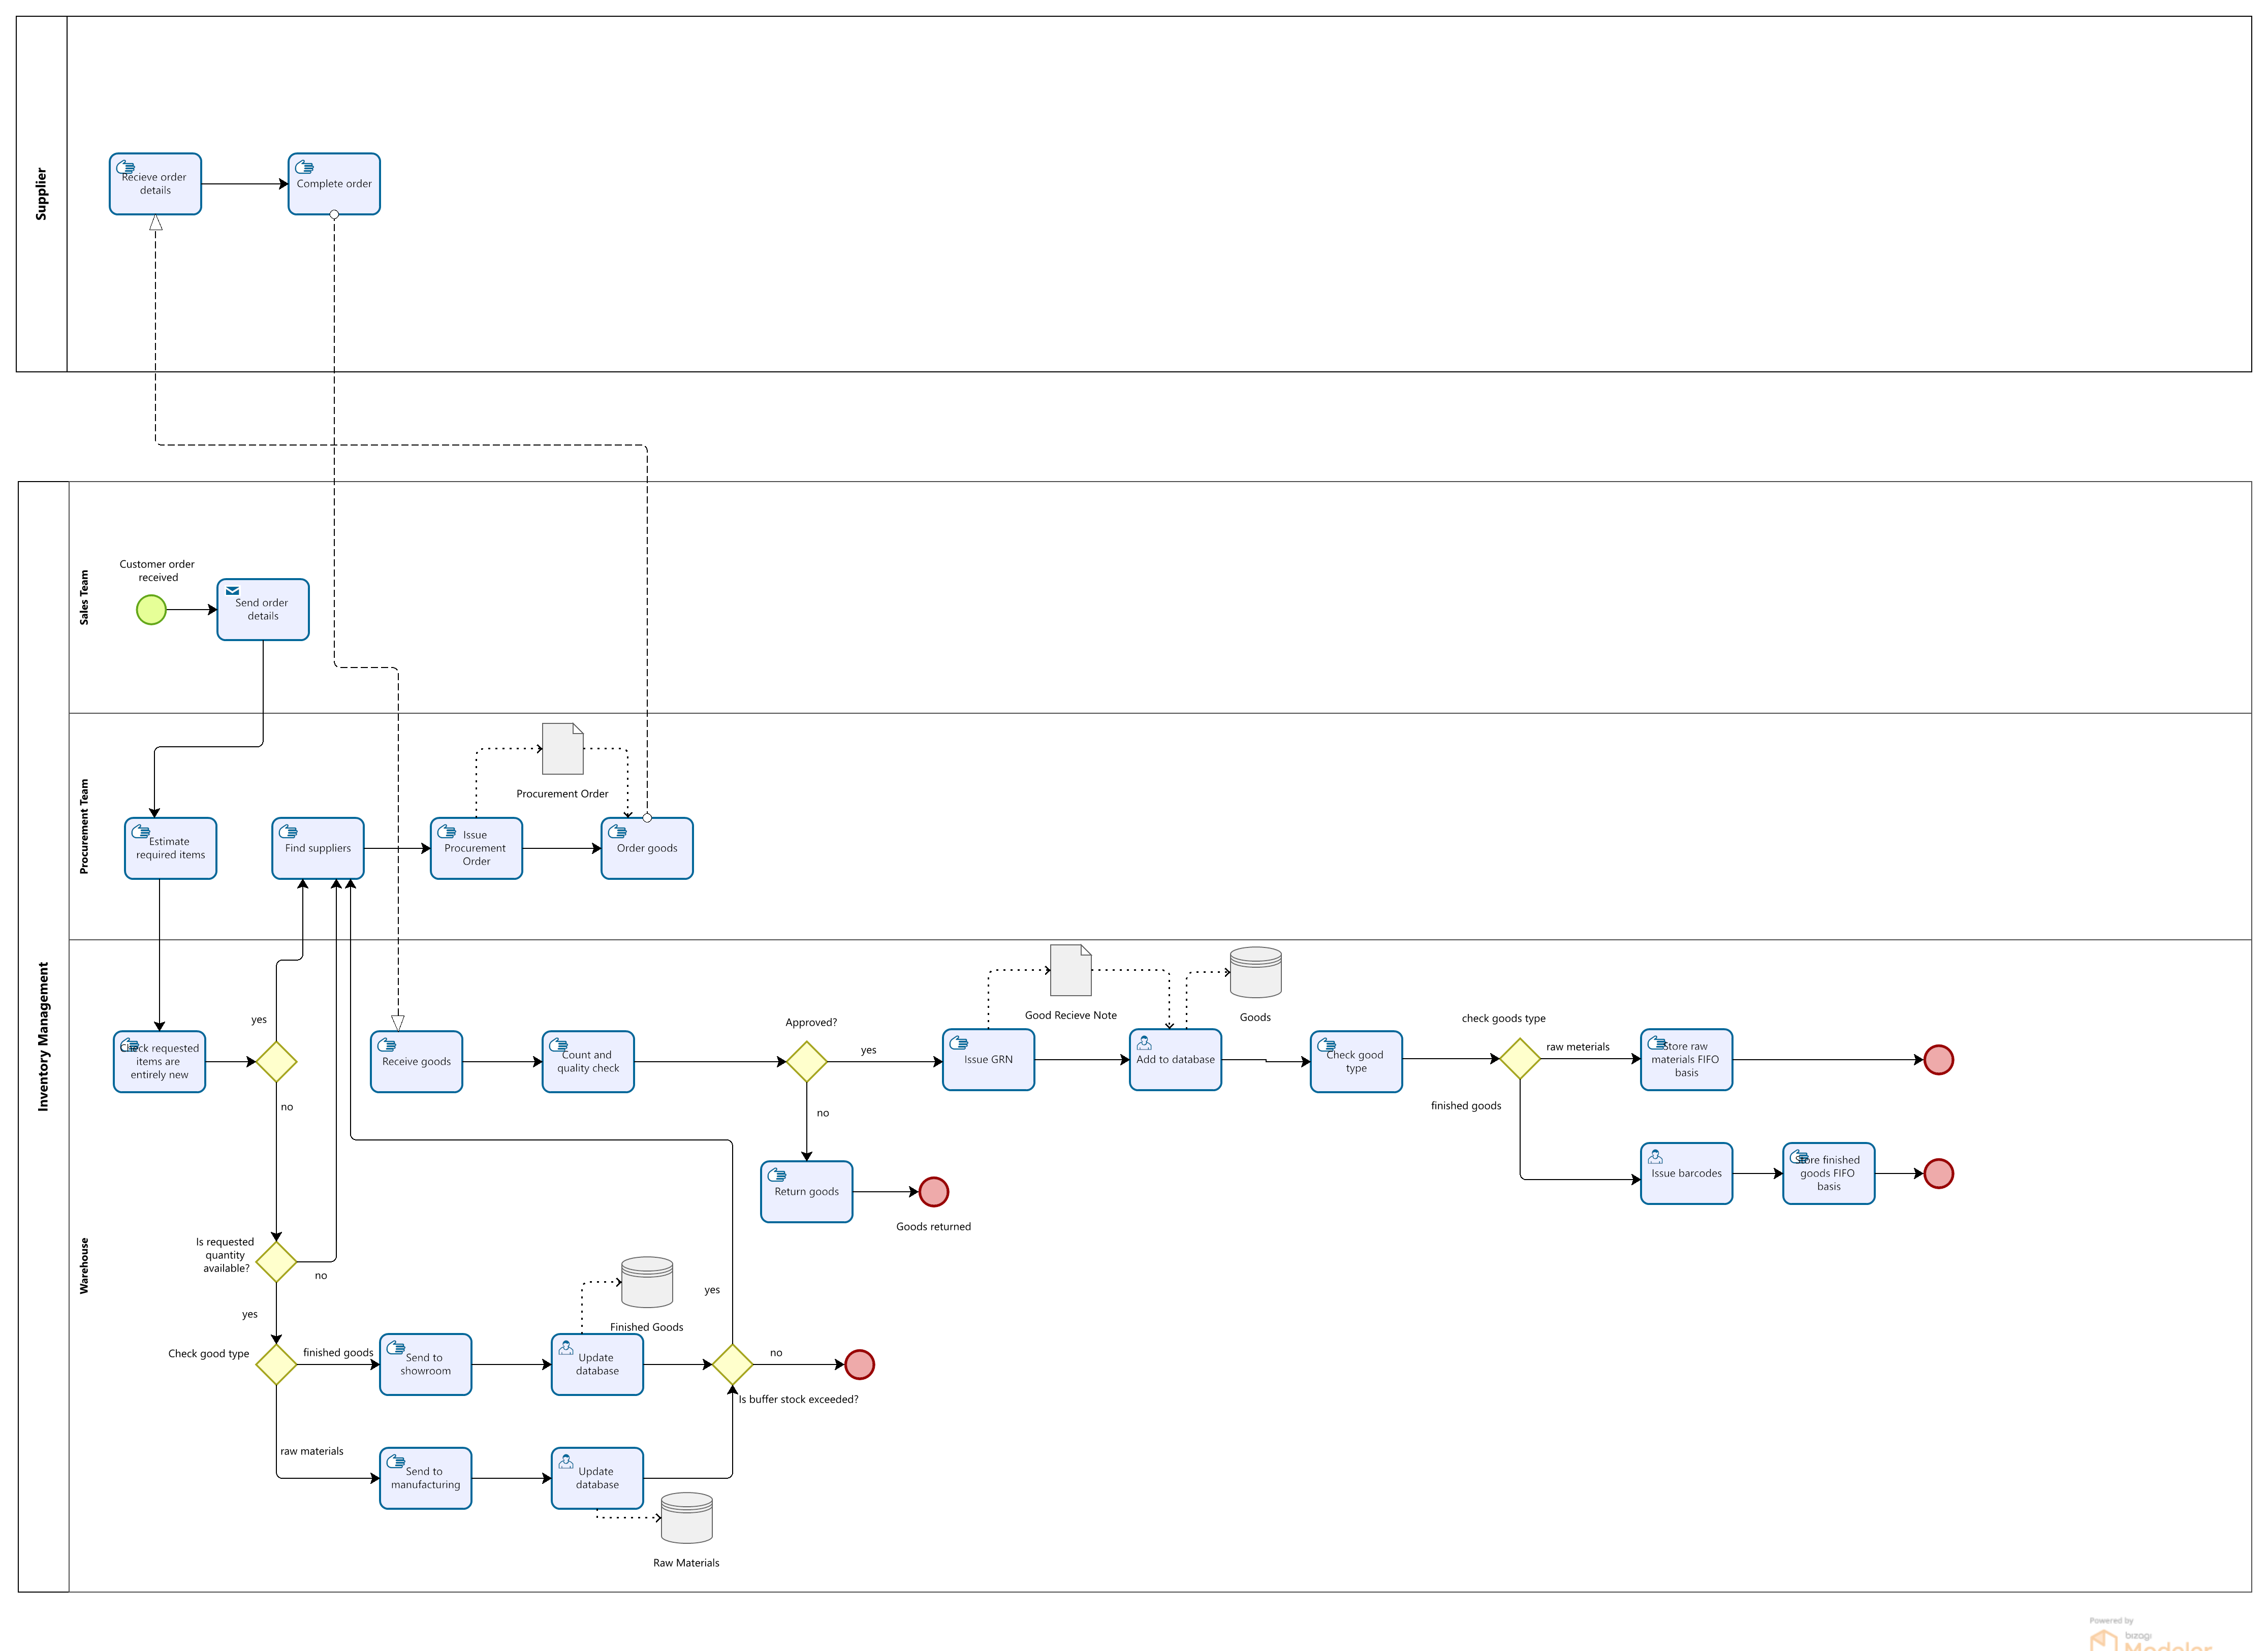 Supplier
Recieve order
details
Complete order
Inventory Management
Sales Team
Customer order
received
Send order
details
Procurement Team
Procurement Order
Estimate
required items
Find suppliers
Issue
Procurement
Order
Order goods
Warehouse
yes
Check requested
items are
entirely new
no
Receive goods
Count and
quality check
Approved?
yes
no
Return goods
Goods returned
Good Recieve Note
Issue GRN
Add to database
Goods
Check good
type
check goods type
raw meterials
finished goods
Store raw
materials FIFO
basis
Issue barcodes
Store finished
goods FIFO
basis
Is requested
quantity
available?
no
yes
Check good type
finished goods
Send to
showroom
Update
database
Finished Goods
yes
no
Is buffer stock exceeded?
raw materials
Send to
manufacturing
Update
database
Raw Materials
Powered by
bizagi
Modeler